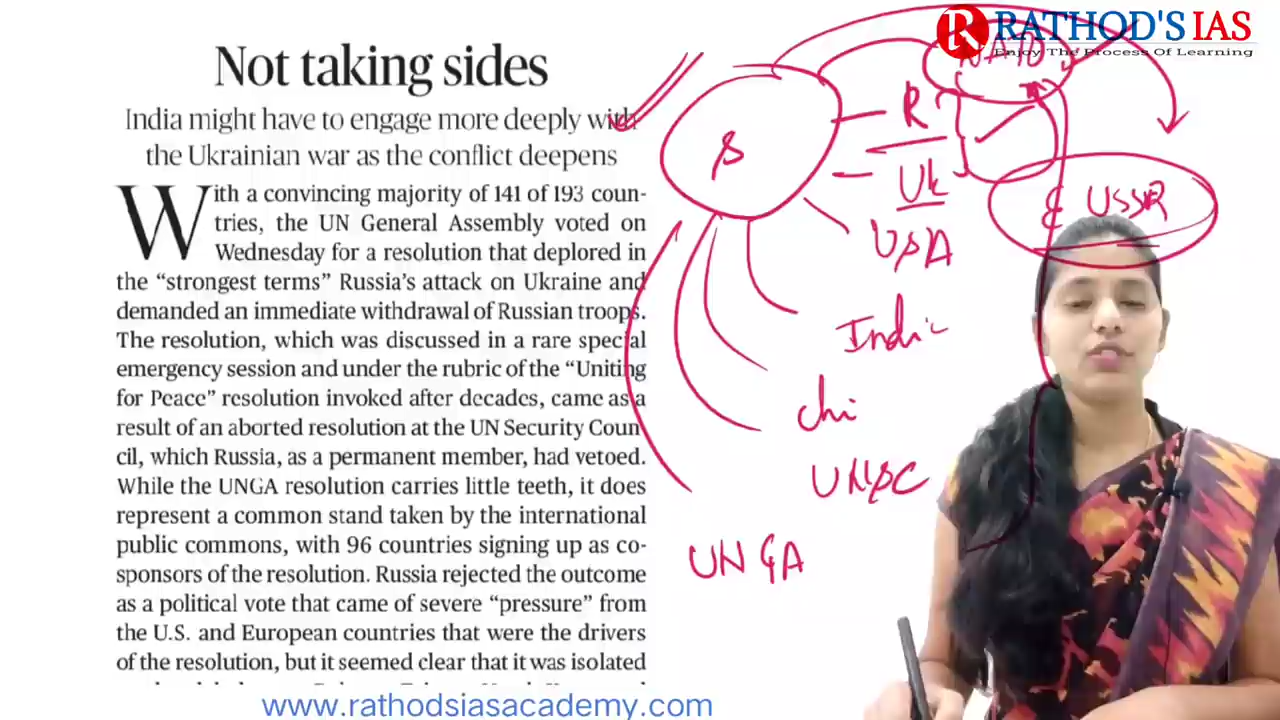 RATHOD'S IAS
Enjoy The Process Of Learning
Not taking sides
India might have to engage more deeply with
the Ukrainian war as the conflict deepens
With a convincing majority of 141 of 193 coun-
tries, the UN General Assembly voted on
Wednesday for a resolution that deplored in
the “strongest terms” Russia's attack on Ukraine and
demanded an immediate withdrawal of Russian troops.
The resolution, which was discussed in a rare special
emergency session and under the rubric of the “Uniting
for Peace” resolution invoked after decades, came as a
result of an aborted resolution at the UN Security Coun
cil, which Russia, as a permanent member, had vetoed.
While the UNGA resolution carries little teeth, it does
represent a common stand taken by the international
public commons, with 96 countries signing up as co-
sponsors of the resolution. Russia rejected the outcome
as a political vote that came of severe “pressure” from
the U.S. and European countries that were the drivers
of the resolution, but it seemed clear that it was isolated
NATO
R
Uk
USSR
USA
India
Chi
UNSC
UNGA
www.rathodsiasacademy.com